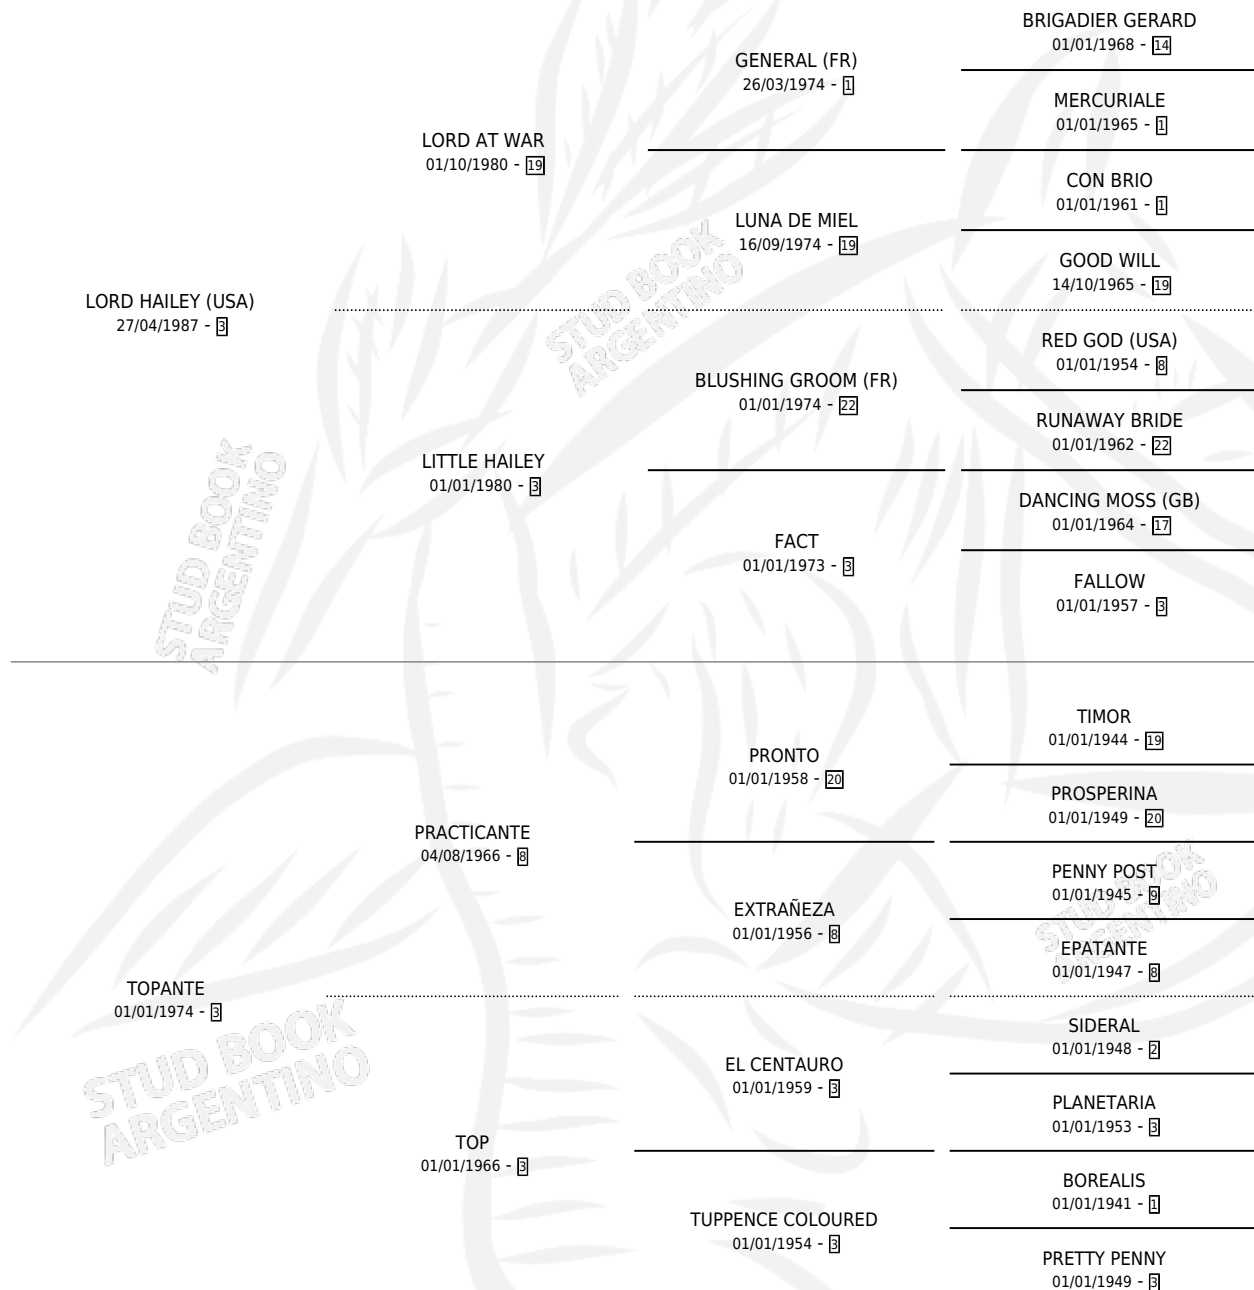 BRIGADIER GERARD
01/01/1968 - 14
GENERAL (FR)
26/03/1974 - 1
MERCURIALE
01/01/1965 - 1
LORD AT WAR
01/10/1980 - 19
CON BRIO
01/01/1961 - 1
LUNA DE MIEL
16/09/1974 - 19
GOOD WILL
14/10/1965 - 19
LORD HAILEY (USA)
27/04/1987 - 3
RED GOD (USA)
01/01/1954 - 8
BLUSHING GROOM (FR)
01/01/1974 - 22
RUNAWAY BRIDE
01/01/1962 - 22
LITTLE HAILEY
01/01/1980 - 3
DANCING MOSS (GB)
01/01/1964 - 17
FACT
01/01/1973 - 3
FALLOW
01/01/1957 - 3
TIMOR
01/01/1944 - 19
PRONTO
01/01/1958 - 20
PROSPERINA
01/01/1949 - 20
PRACTICANTE
04/08/1966 - 8
PENNY POST
01/01/1945 - 9
EXTRAÑEZA
01/01/1956 - 8
EPATANTE
01/01/1947 - 8
TOPANTE
01/01/1974 - 3
SIDERAL
01/01/1948 - 2
EL CENTAURO
01/01/1959 - 3
PLANETARIA
01/01/1953 - 3
TOP
01/01/1966 - 3
BOREALIS
01/01/1941 - 1
TUPPENCE COLOURED
01/01/1954 - 3
PRETTY PENNY
01/01/1949 - 3
STUD BOOK
ARGENTINO
STUD BOOK
ARGENTINO
STUD BOOK
ARGENTINO
STUD BOOK
ARGENTINO